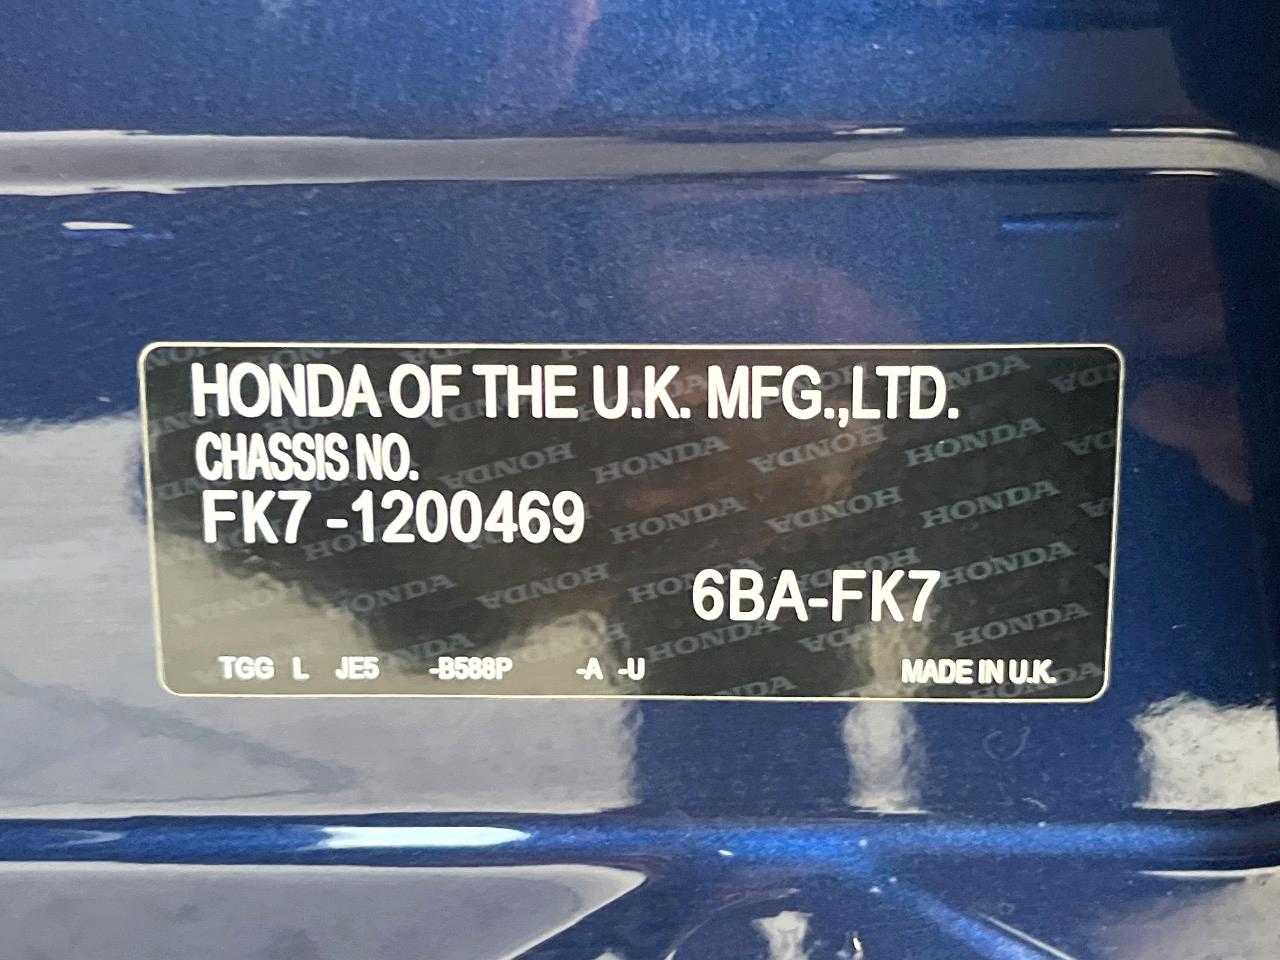 HONDA OF THE U.K. MFG.,LTD.
CHASSIS NO.
FK7 -1200469
6BA-FK7
TGG L JE5 -B588P -A -U MADE IN U.K.